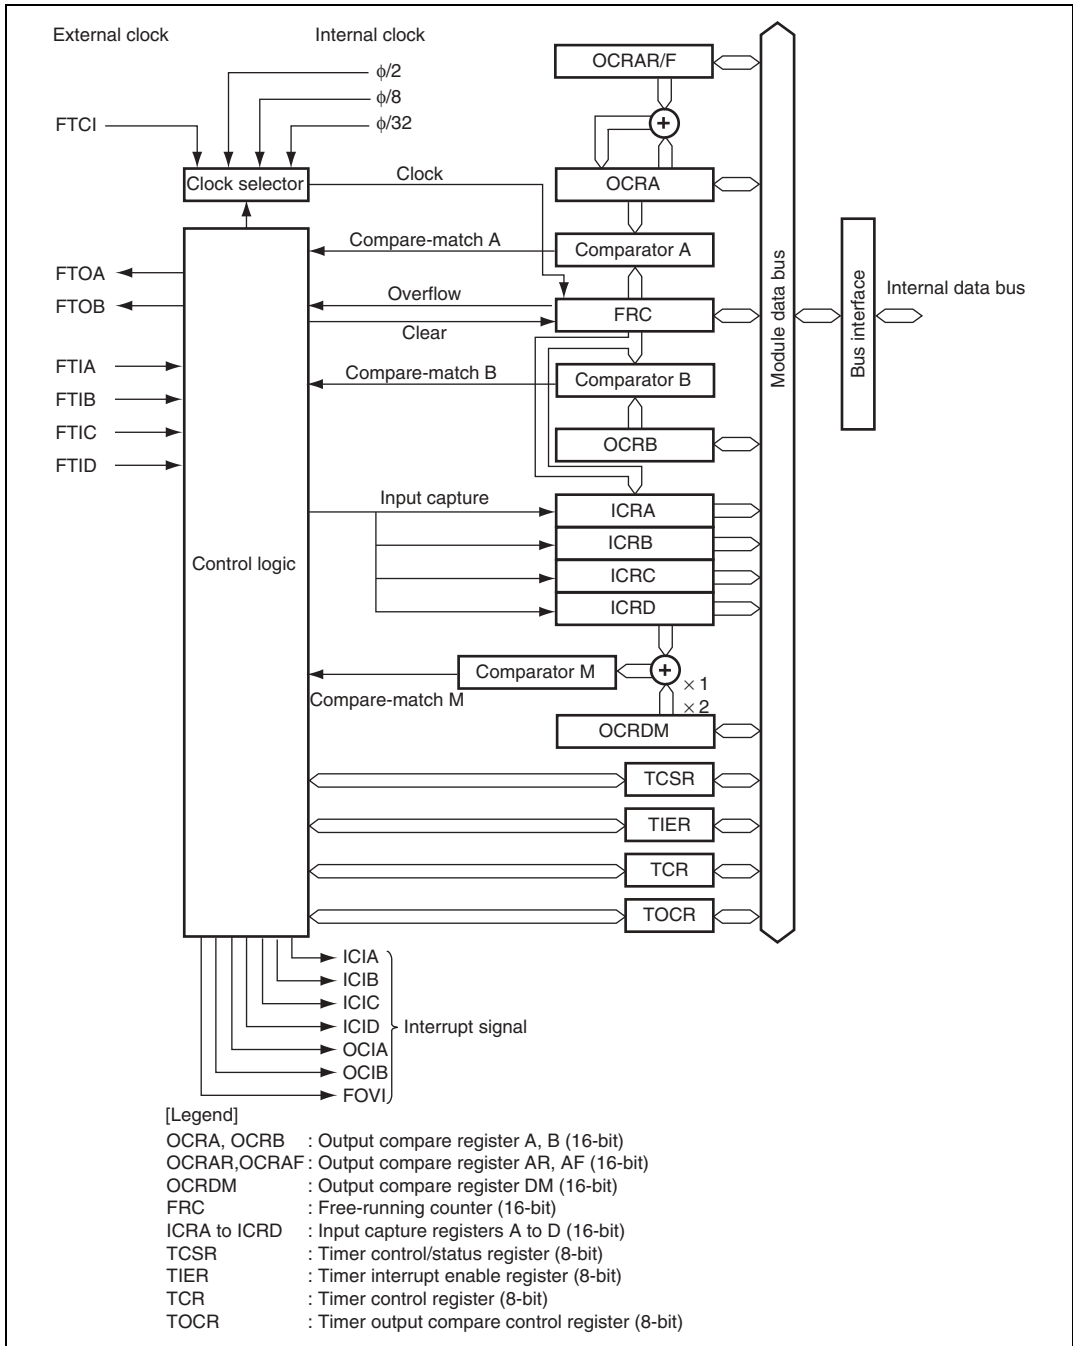 External clock
Internal clock
ϕ/2
ϕ/8
FTCI
ϕ/32
OCRAR/F
+
Clock selector
Clock
OCRA
Compare-match A
Comparator A
FTOA
FTOB
Overflow
FRC
Clear
Module data bus
Bus interface
Internal data bus
FTIA
FTIB
FTIC
FTID
Compare-match B
Comparator B
OCRB
Input capture
ICRA
ICRB
ICRC
ICRD
Control logic
Comparator M
+
× 1
× 2
Compare-match M
OCRDM
TCSR
TIER
TCR
TOCR
ICIA
ICIB
ICIC
ICID
OCIA
OCIB
FOVI
Interrupt signal
[Legend]
OCRA, OCRB : Output compare register A, B (16-bit)
OCRAR,OCRAF : Output compare register AR, AF (16-bit)
OCRDM : Output compare register DM (16-bit)
FRC : Free-running counter (16-bit)
ICRA to ICRD : Input capture registers A to D (16-bit)
TCSR : Timer control/status register (8-bit)
TIER : Timer interrupt enable register (8-bit)
TCR : Timer control register (8-bit)
TOCR : Timer output compare control register (8-bit)